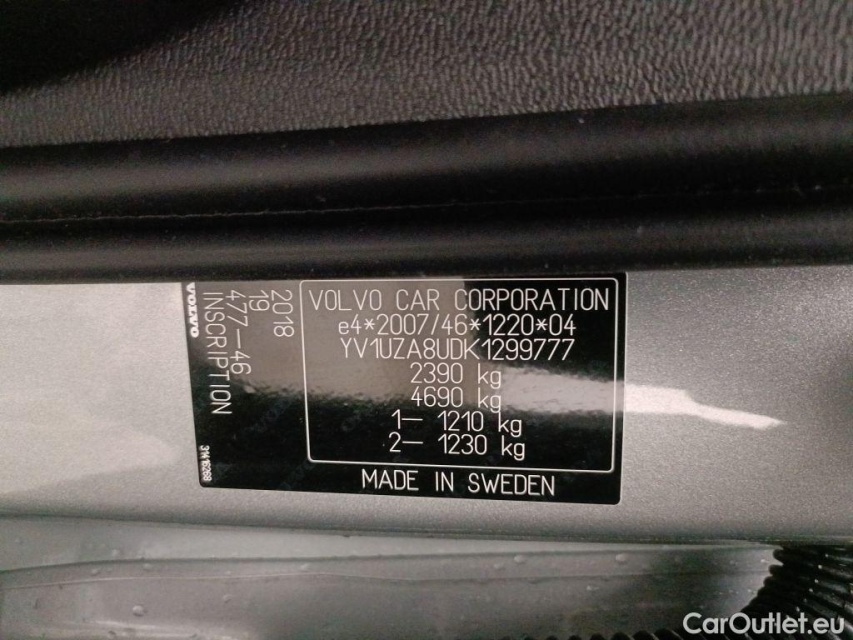 VOLVO
INSCRIPTION
477-46
19
2018
31416268
VOLVO CAR CORPORATION
e4*2007/46*1220*04
YV1UZA8UDK1299777
2390 kg
4690 kg
1- 1210 kg
2- 1230 kg
MADE IN SWEDEN
CarOutlet.eu